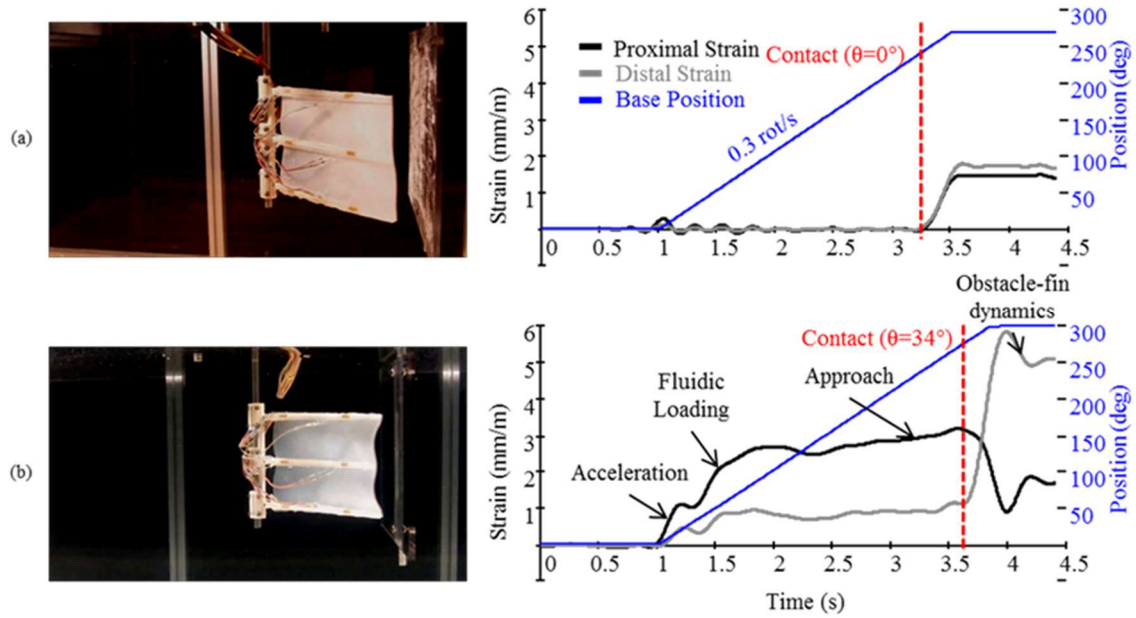 (a)
Strain (mm/m)
6
5
4
3
2
1
Proximal Strain
Distal Strain
Base Position
Contact (θ=0°)
0.3 rot/s
300
250
200
150
100
50
Position (deg)
0 0.5 1 1.5 2 2.5 3 3.5 4 4.5
(b)
Strain (mm/m)
6
5
4
3
2
1
Acceleration
Fluidic
Loading
Approach
Contact (θ=34°)
Obstacle-fin
dynamics
300
250
200
150
100
50
Position (deg)
0 0.5 1 1.5 2 2.5 3 3.5 4 4.5
Time (s)